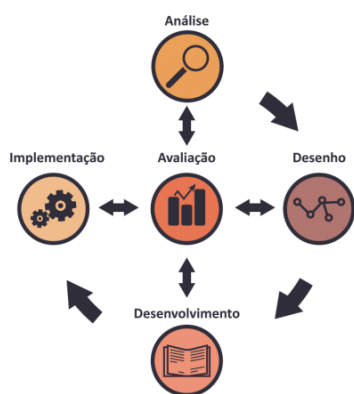 Análise
Implementação
Avaliação
Desenho
Desenvolvimento